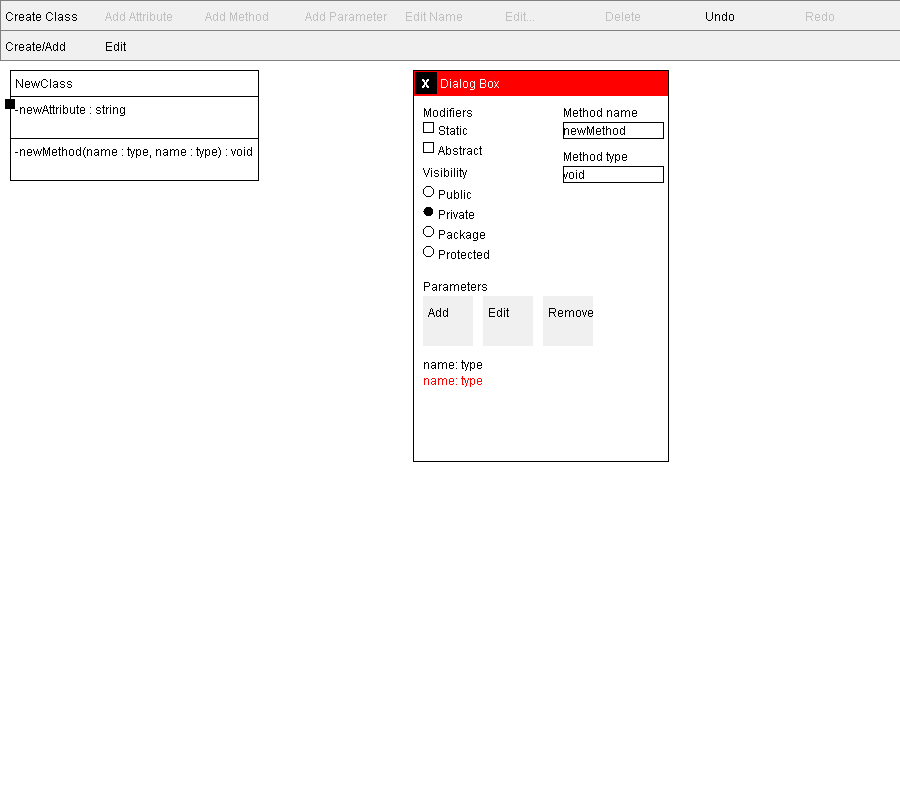 Create Class Add Attribute Add Method Add Parameter Edit Name Edit... Delete Undo Redo
Create/Add Edit
NewClass
-newAttribute : string
-newMethod(name : type, name : type) : void
X Dialog Box
Modifiers
Static
Abstract
Visibility
Public
Private
Package
Protected
Method name
newMethod
Method type
void
Parameters
Add Edit Remove
name: type
name: type